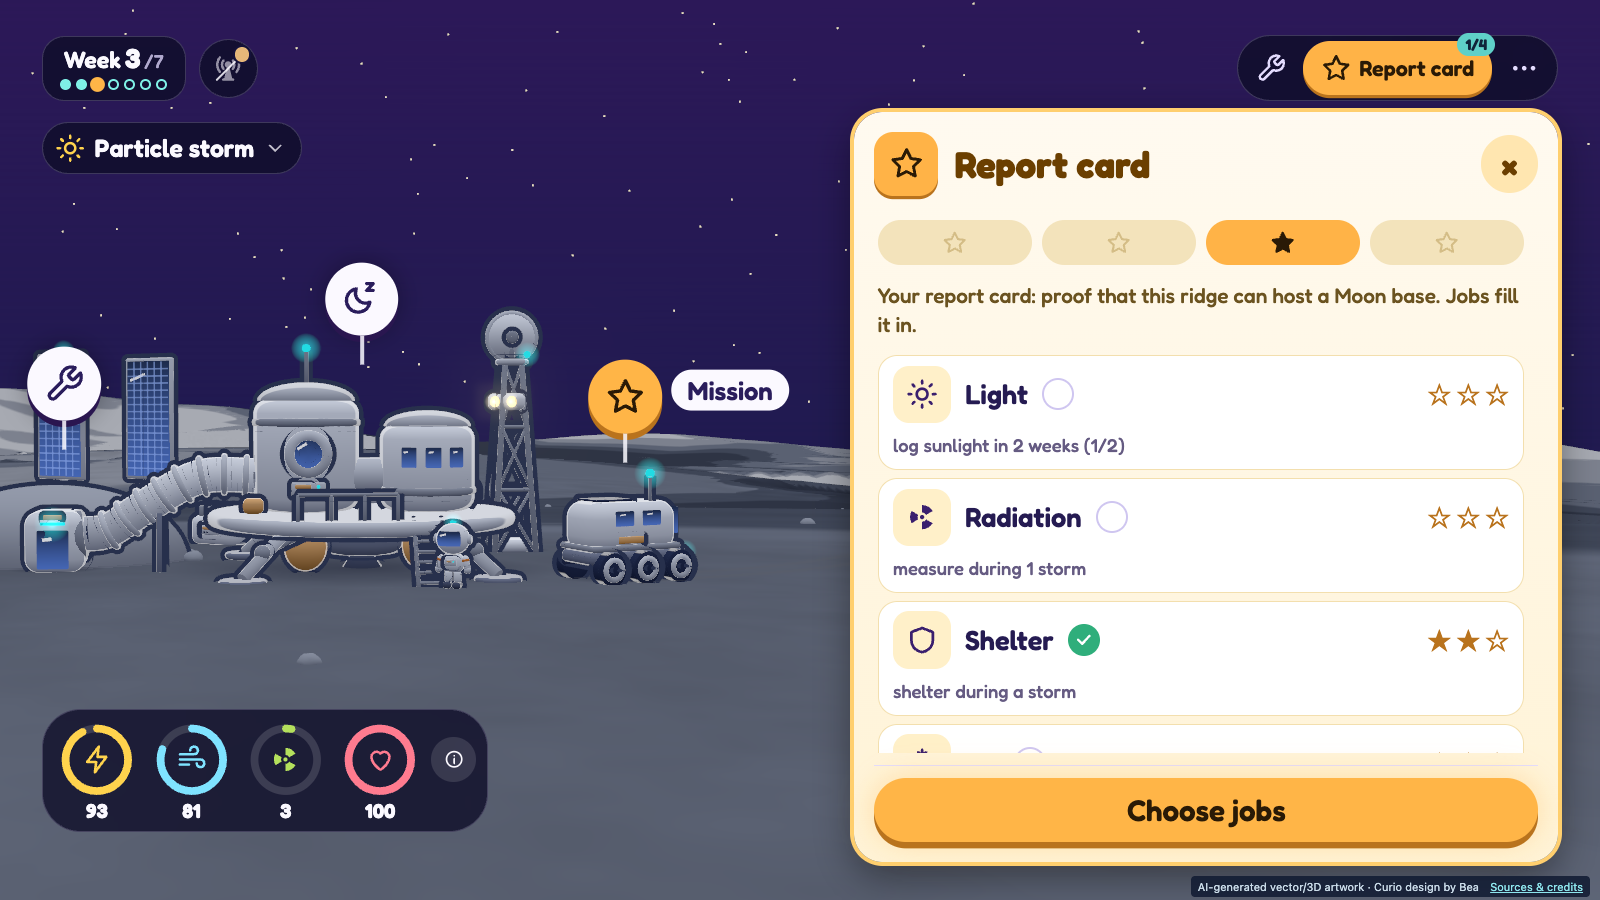 Week 3 /7
1/4
Report card
Particle storm
Report card
Your report card: proof that this ridge can host a Moon base. Jobs fill
it in.
Light
log sunlight in 2 weeks (1/2)
Radiation
measure during 1 storm
Shelter
shelter during a storm
Mission
Choose jobs
93
81
3
100
AI-generated vector/3D artwork · Curio design by Bea Sources & credits